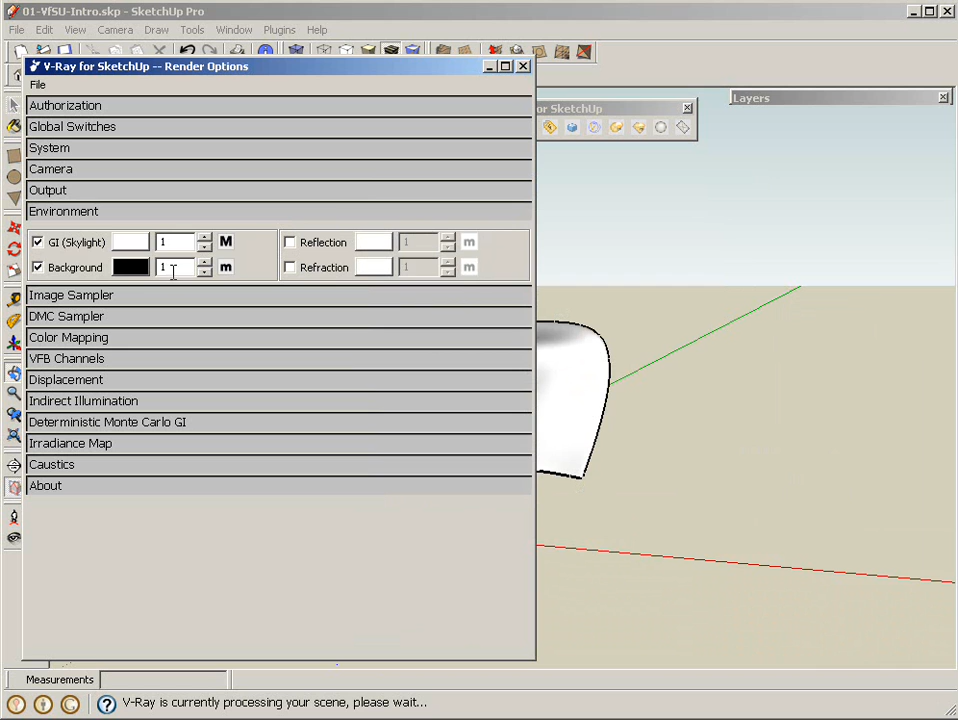 01-VfSU-Intro.skp - SketchUp Pro
File Edit View Camera Draw Tools Window Plugins Help
V-Ray for SketchUp -- Render Options
File
Authorization
Global Switches
System
Camera
Output
Environment
GI (Skylight) 1 M
Reflection 1 m
Background 1 m
Refraction 1 m
Image Sampler
DMC Sampler
Color Mapping
VFB Channels
Displacement
Indirect Illumination
Deterministic Monte Carlo GI
Irradiance Map
Caustics
About
or SketchUp
Layers
Measurements
V-Ray is currently processing your scene, please wait...